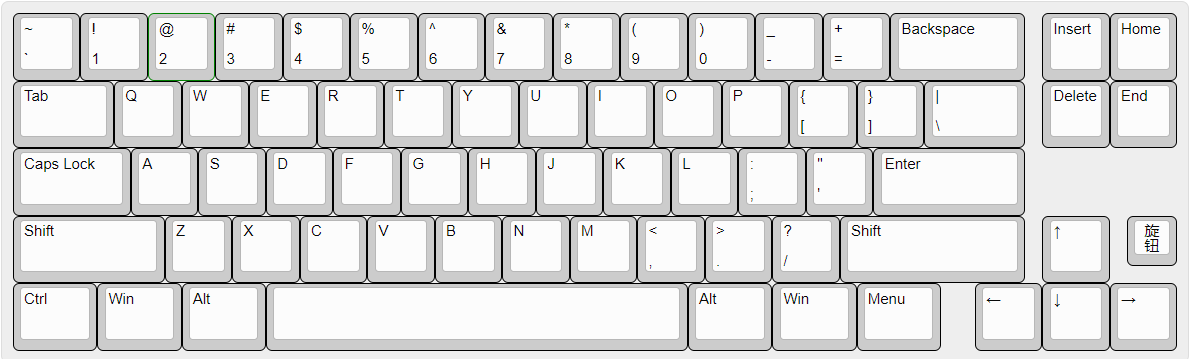 ~ ! @ # $ % ^ & * ( ) _ + Backspace Insert Home
` 1 2 3 4 5 6 7 8 9 0 - =
Tab Q W E R T Y U I O P { } | Delete End
[ ] \
Caps Lock A S D F G H J K L : " Enter
; '
Shift Z X C V B N M < > ? Shift ↑ 旋
, . / 钮
Ctrl Win Alt Alt Win Menu ← ↓ →